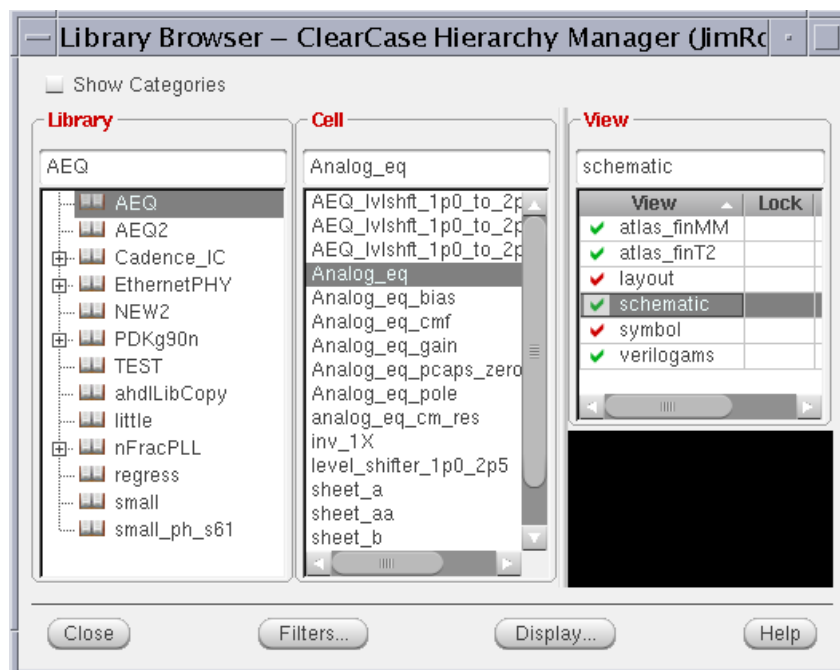 Library Browser – ClearCase Hierarchy Manager (JimRo
Show Categories
Library
AEQ
AEQ
AEQ2
Cadence_IC
EthernetPHY
NEW2
PDKg90n
TEST
ahdlLibCopy
little
nFracPLL
regress
small
small_ph_s61
Cell
Analog_eq
AEQ_lvlshft_1p0_to_2p
AEQ_lvlshft_1p0_to_2p
AEQ_lvlshft_1p0_to_2p
Analog_eq
Analog_eq_bias
Analog_eq_cmf
Analog_eq_gain
Analog_eq_pcaps_zero
Analog_eq_pole
analog_eq_cm_res
inv_1X
level_shifter_1p0_2p5
sheet_a
sheet_aa
sheet_b
View
schematic
View Lock
atlas_finMM
atlas_finT2
layout
schematic
symbol
verilogams
Close Filters... Display... Help